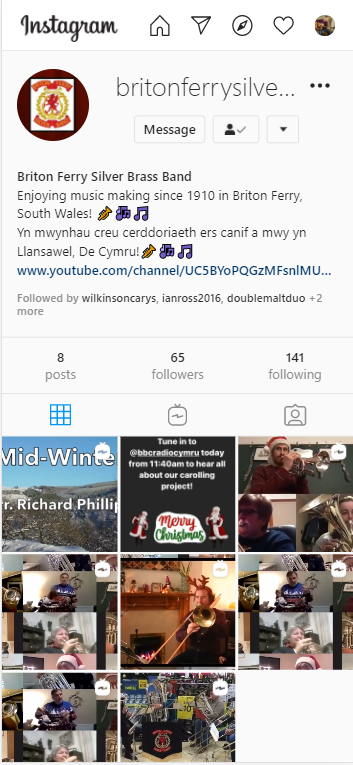 Instagram
britonferrysilve...
Message
Briton Ferry Silver Brass Band
Enjoying music making since 1910 in Briton Ferry,
South Wales! 🎺🎶🎵
Yn mwynhau creu cerddoriaeth ers canif a mwy yn
Llansawel, De Cymru!🎺🎶🎵
www.youtube.com/channel/UC5BYoPQGzMFsnlMU...
Followed by wilkinsoncarys, ianross2016, doublemaltduo +2
more
8 65 141
posts followers following
Mid-Winte
r. Richard Phillip
Tune in to
@bbcradiocymru today
from 11:40am to hear all
about our carolling
project!
Merry
Christmas